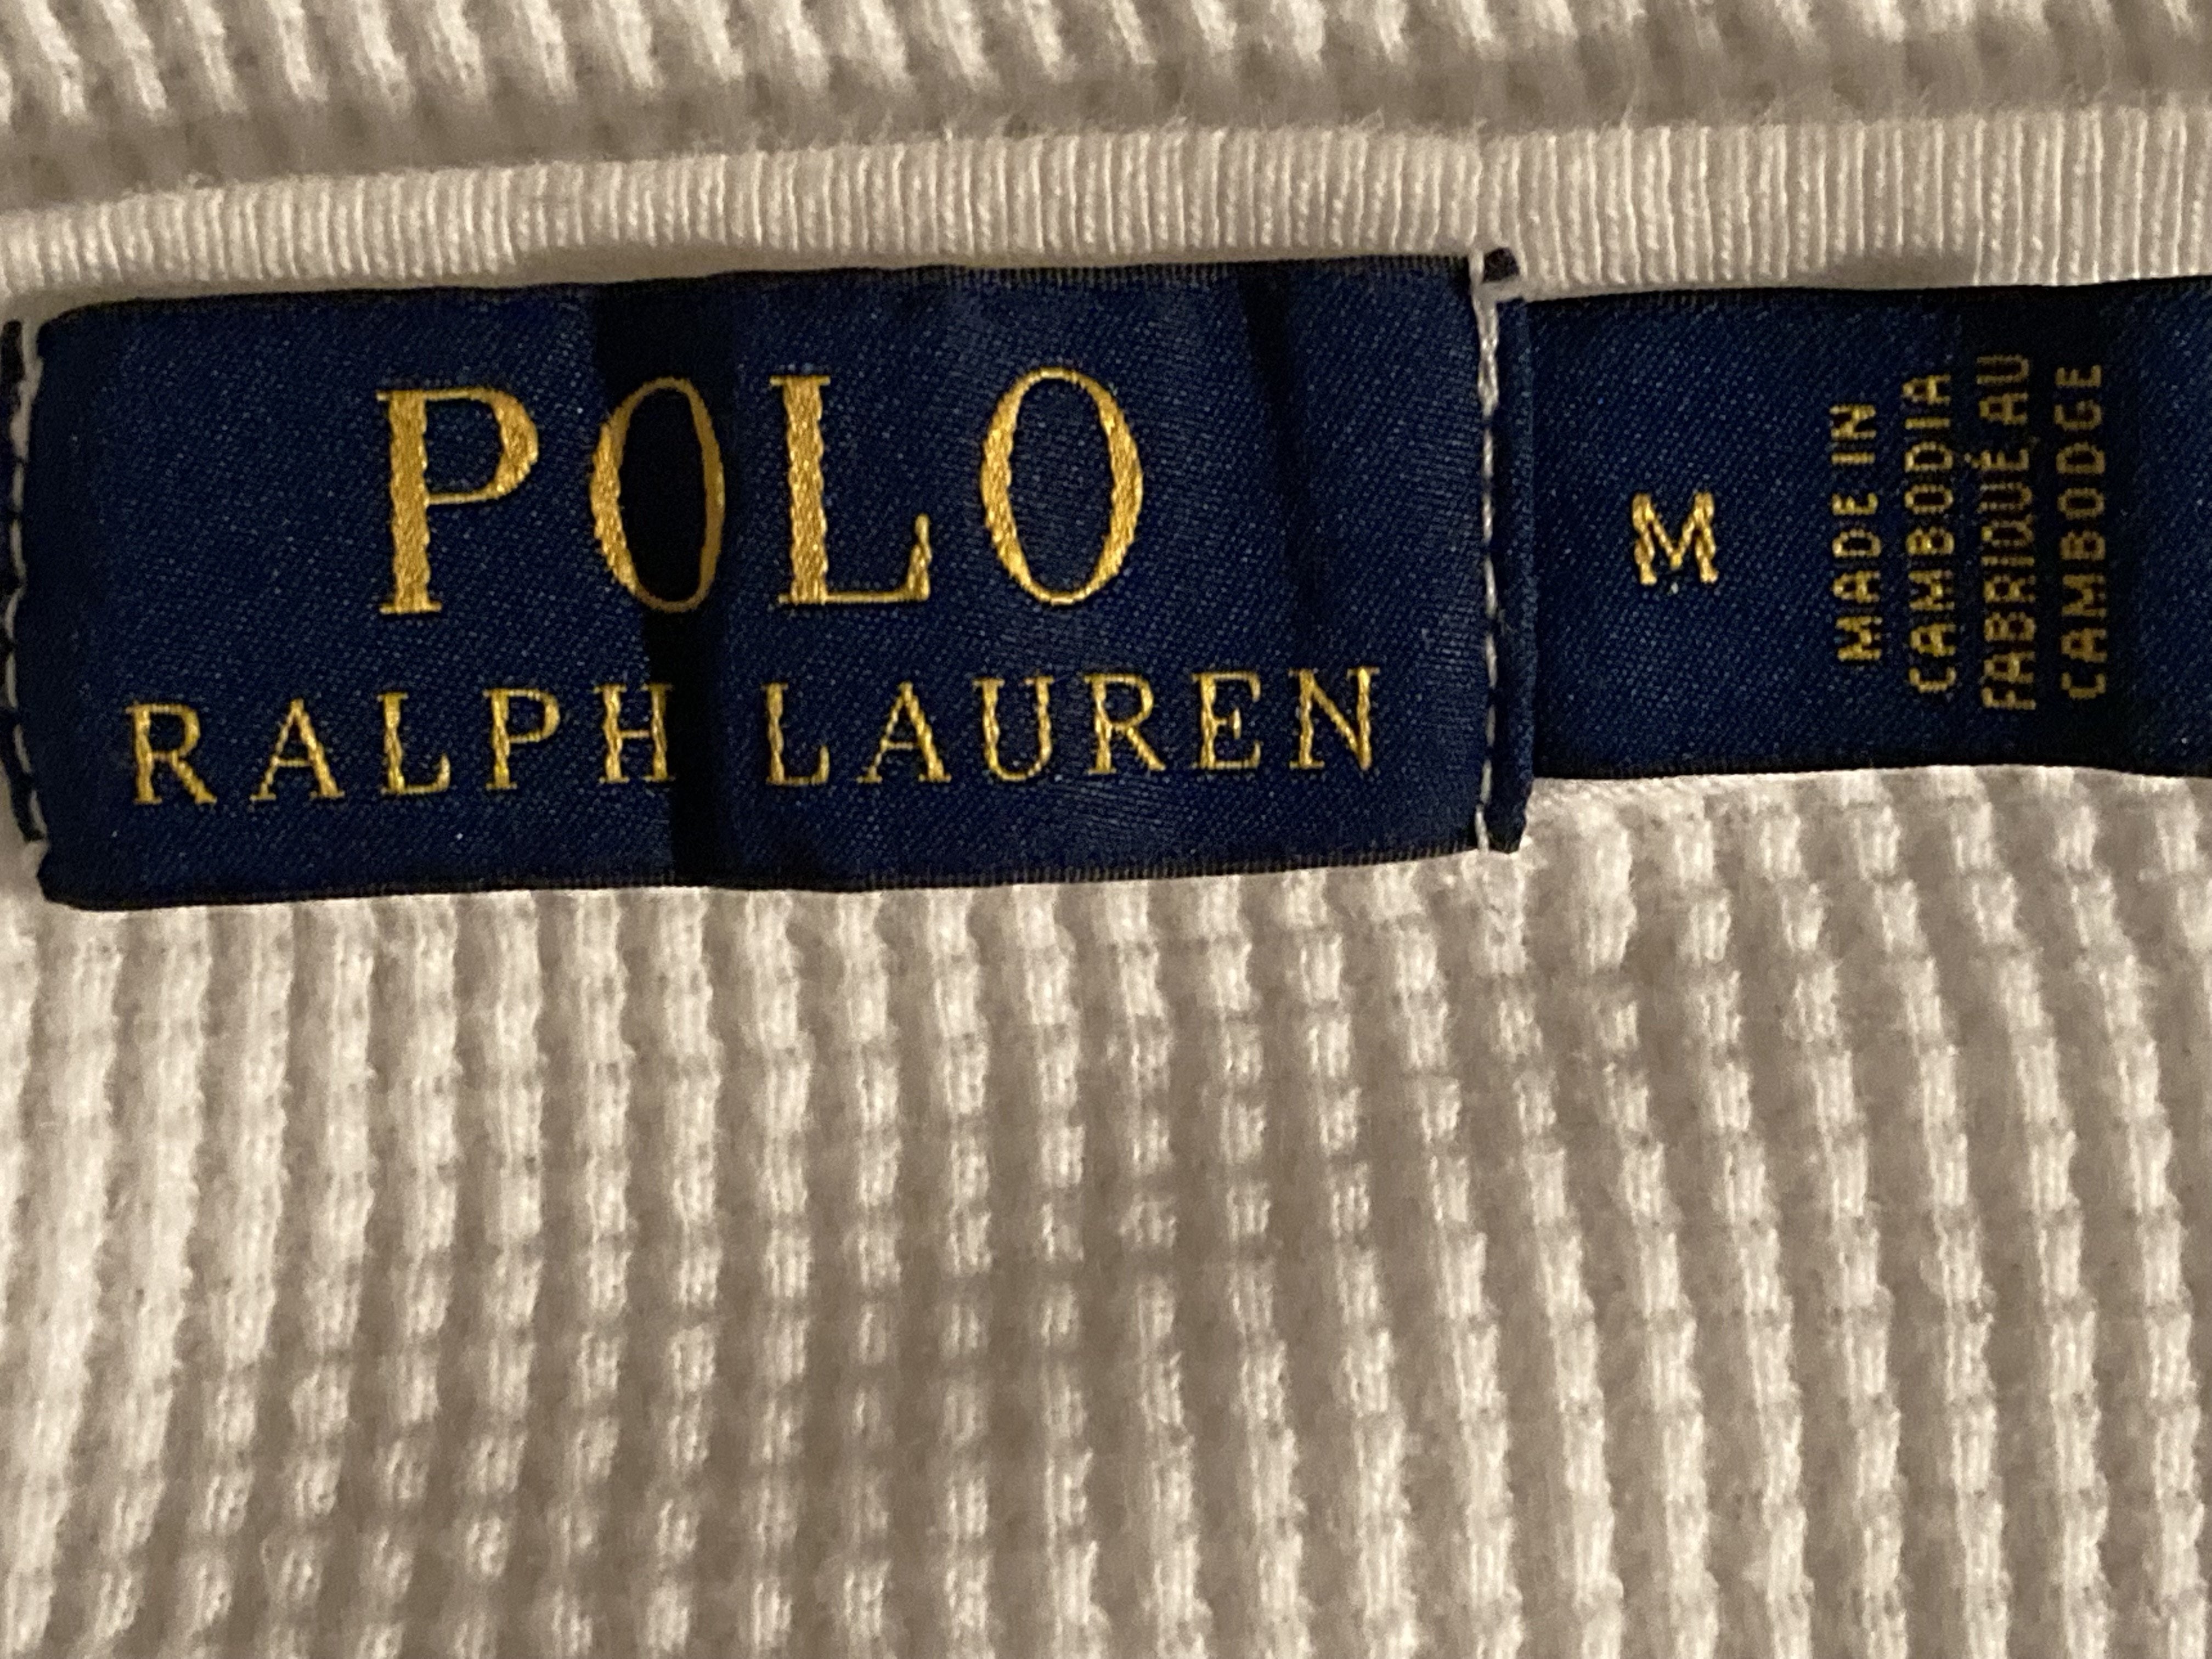 POLO
RALPH LAUREN
M
MADE IN
CAMBODIA
FABRIQUÉ AU
CAMBODGE